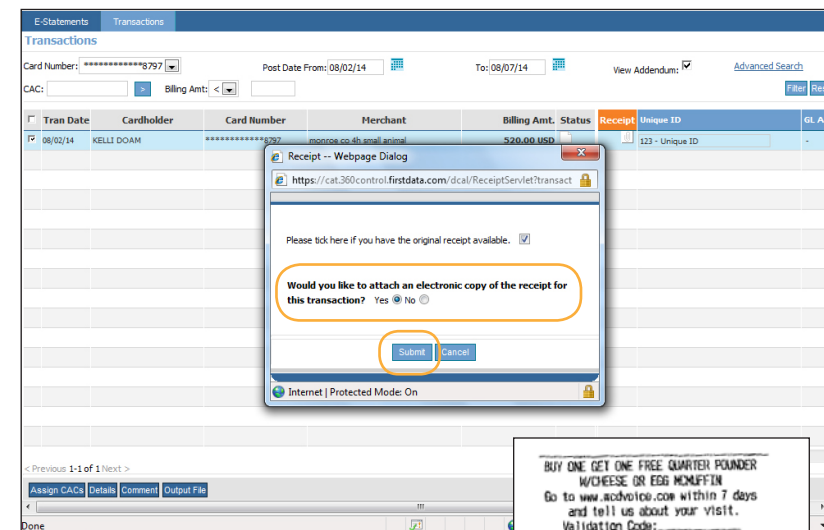 E-Statements Transactions
Transactions
Card Number: ************8797 Post Date From: 08/02/14 To: 08/07/14 View Addendum: Advanced Search
CAC: > Billing Amt: < Filter Res
Tran Date Cardholder Card Number Merchant Billing Amt. Status Receipt Unique ID GL A
08/02/14 KELLI DOAM ************8797 monroe co 4h small animal 520.00 USD 123 - Unique ID -
Receipt -- Webpage Dialog
https://cat.360control.firstdata.com/dcal/ReceiptServlet?transact
Please tick here if you have the original receipt available.
Would you like to attach an electronic copy of the receipt for
this transaction? Yes No
Submit Cancel
Internet | Protected Mode: On
< Previous 1-1 of 1 Next >
Assign CACs Details Comment Output File
Done
BUY ONE GET ONE FREE QUARTER POUNDER
W/CHEESE OR EGG MCMUFFIN
Go to www.mcdvoice.com within 7 days
and tell us about your visit.
Validation Code: